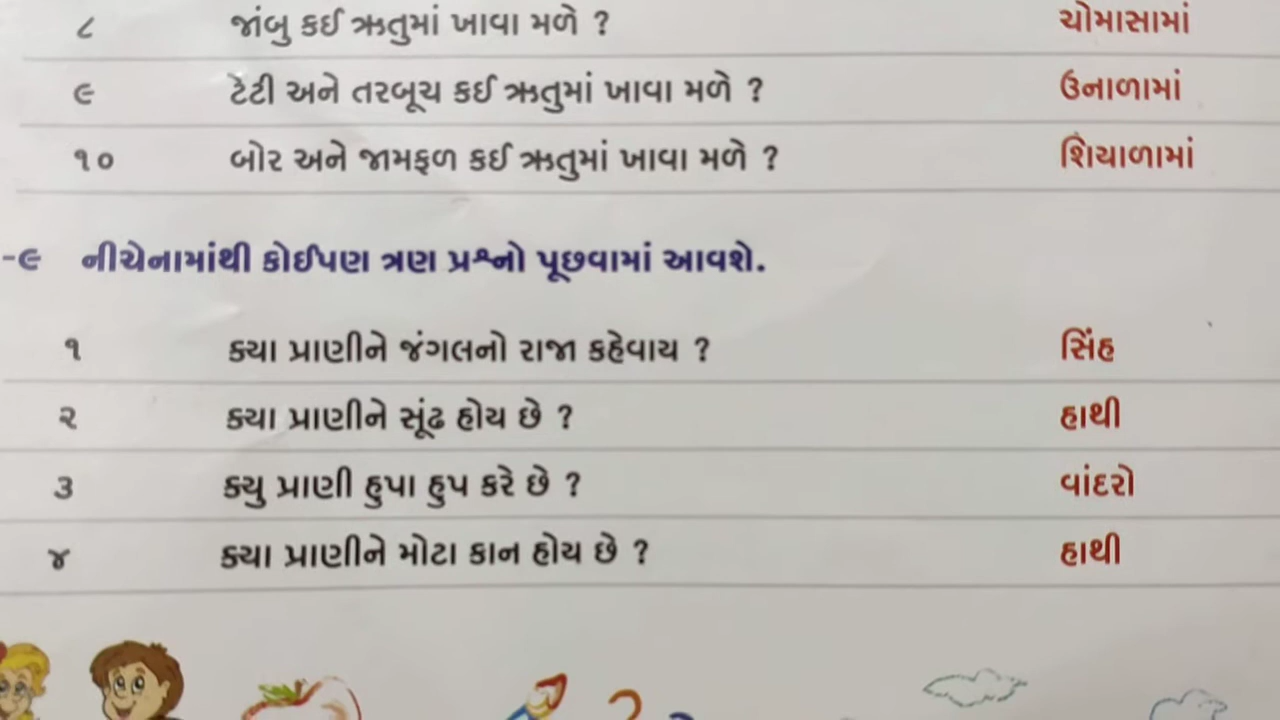 ૮ જાંબુ કઈ ઋતુમાં ખાવા મળે ? ચોમાસામાં
૯ ટેટી અને તરબૂચ કઈ ઋતુમાં ખાવા મળે ? ઉનાળામાં
૧૦ બોર અને જામફળ કઈ ઋતુમાં ખાવા મળે ? શિયાળામાં
-૯ નીચેનામાંથી કોઈપણ ત્રણ પ્રશ્નો પૂછવામાં આવશે.
૧ ક્યા પ્રાણીને જંગલનો રાજા કહેવાય ? સિંહ
૨ ક્યા પ્રાણીને સૂંઢ હોય છે ? હાથી
૩ ક્યુ પ્રાણી હુપા હુપ કરે છે ? વાંદરો
૪ ક્યા પ્રાણીને મોટા કાન હોય છે ? હાથી